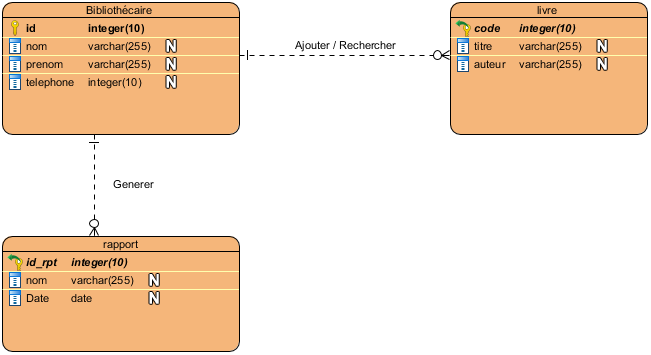 Bibliothécaire
id integer(10)
nom varchar(255) N
prenom varchar(255) N
telephone integer(10) N
Ajouter / Rechercher
livre
code integer(10)
titre varchar(255) N
auteur varchar(255) N
Generer
rapport
id_rpt integer(10)
nom varchar(255) N
Date date N